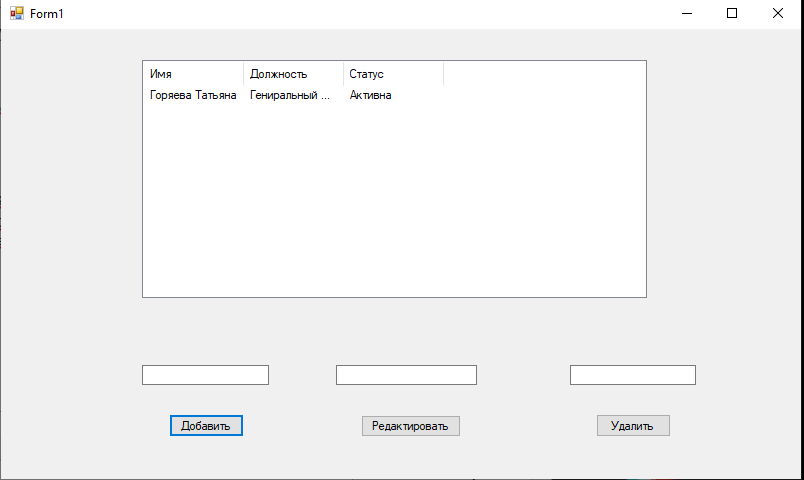 Form1
Имя Должность Статус
Горяева Татьяна Гениральный ... Активна
Добавить Редактировать Удалить